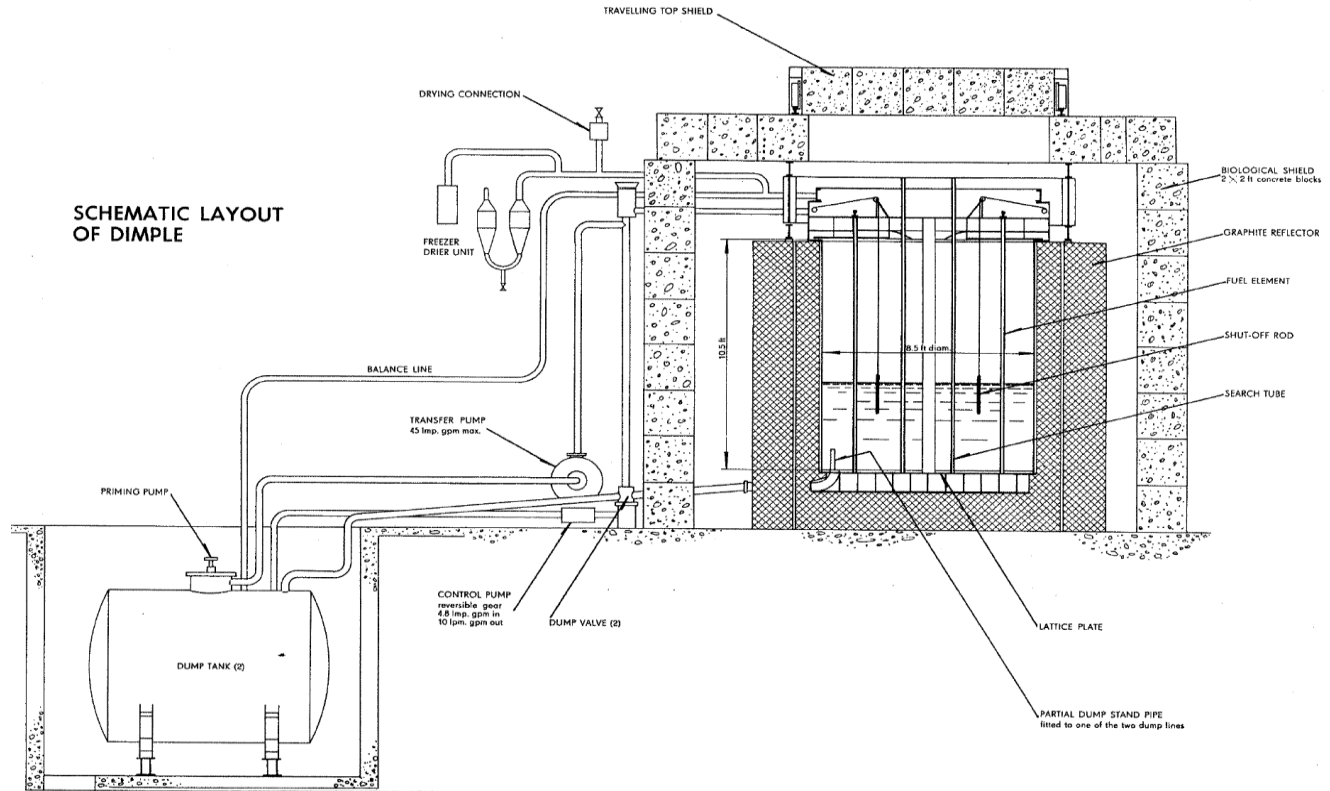 TRAVELLING TOP SHIELD
DRYING CONNECTION
BIOLOGICAL SHIELD
2 X 2 ft concrete blocks
SCHEMATIC LAYOUT
OF DIMPLE
FREEZER
DRIER UNIT
GRAPHITE REFLECTOR
FUEL ELEMENT
10.5 ft
8.5 ft diam.
SHUT-OFF ROD
BALANCE LINE
SEARCH TUBE
TRANSFER PUMP
45 Imp. gpm max.
PRIMING PUMP
CONTROL PUMP
reversible gear
4.8 Imp. gpm in
10 Ipm. gpm out
DUMP VALVE (2)
LATTICE PLATE
DUMP TANK (2)
PARTIAL DUMP STAND PIPE
fitted to one of the two dump lines